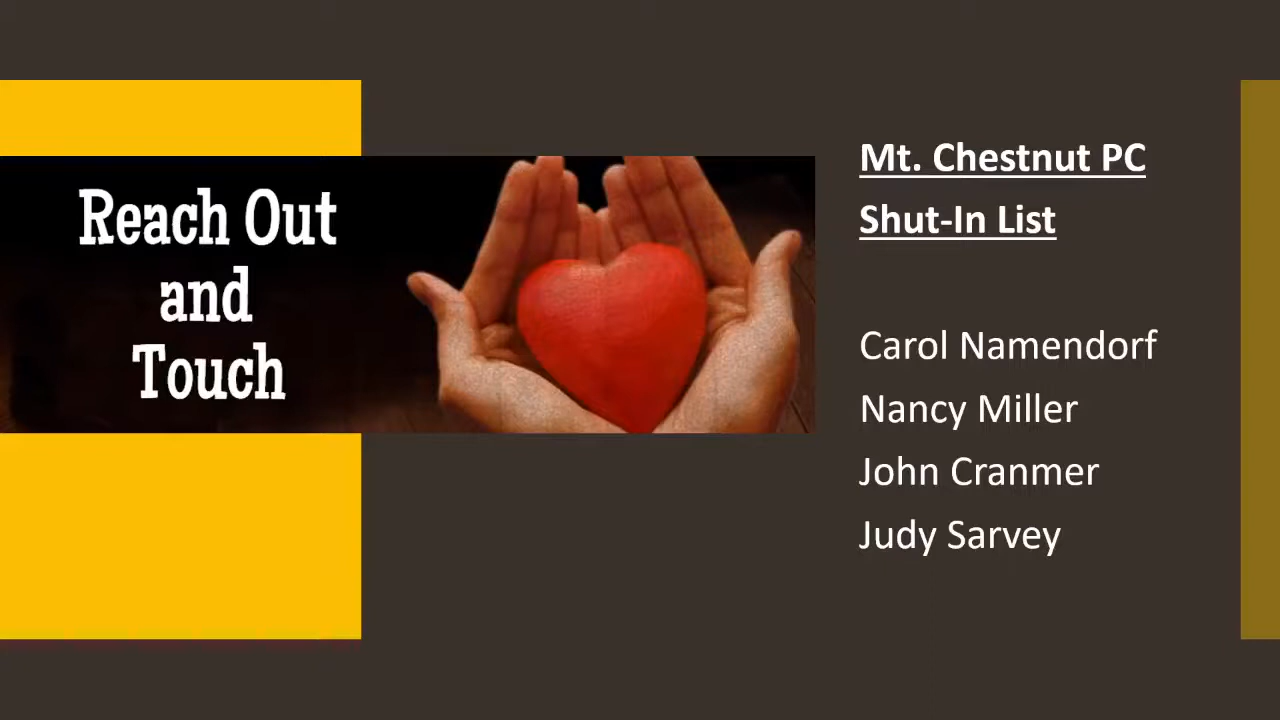 Reach Out
and
Touch
Mt. Chestnut PC
Shut-In List
Carol Namendorf
Nancy Miller
John Cranmer
Judy Sarvey